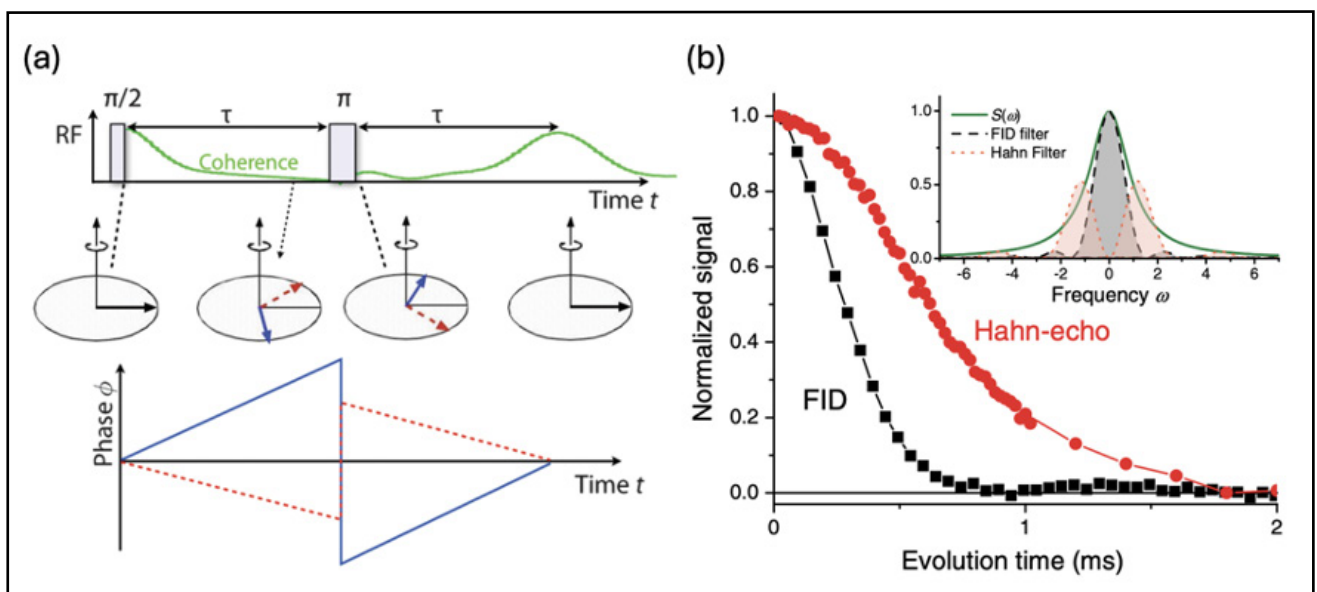 (a)
π/2
τ
π
τ
RF
Coherence
Time t
Phase ϕ
Time t
(b)
Normalized signal
1.0
0.8
0.6
0.4
0.2
0.0
0
1
2
Evolution time (ms)
FID
Hahn-echo
1.0
0.5
0.0
S(ω)
FID filter
Hahn Filter
-6
-4
-2
0
2
4
6
Frequency ω